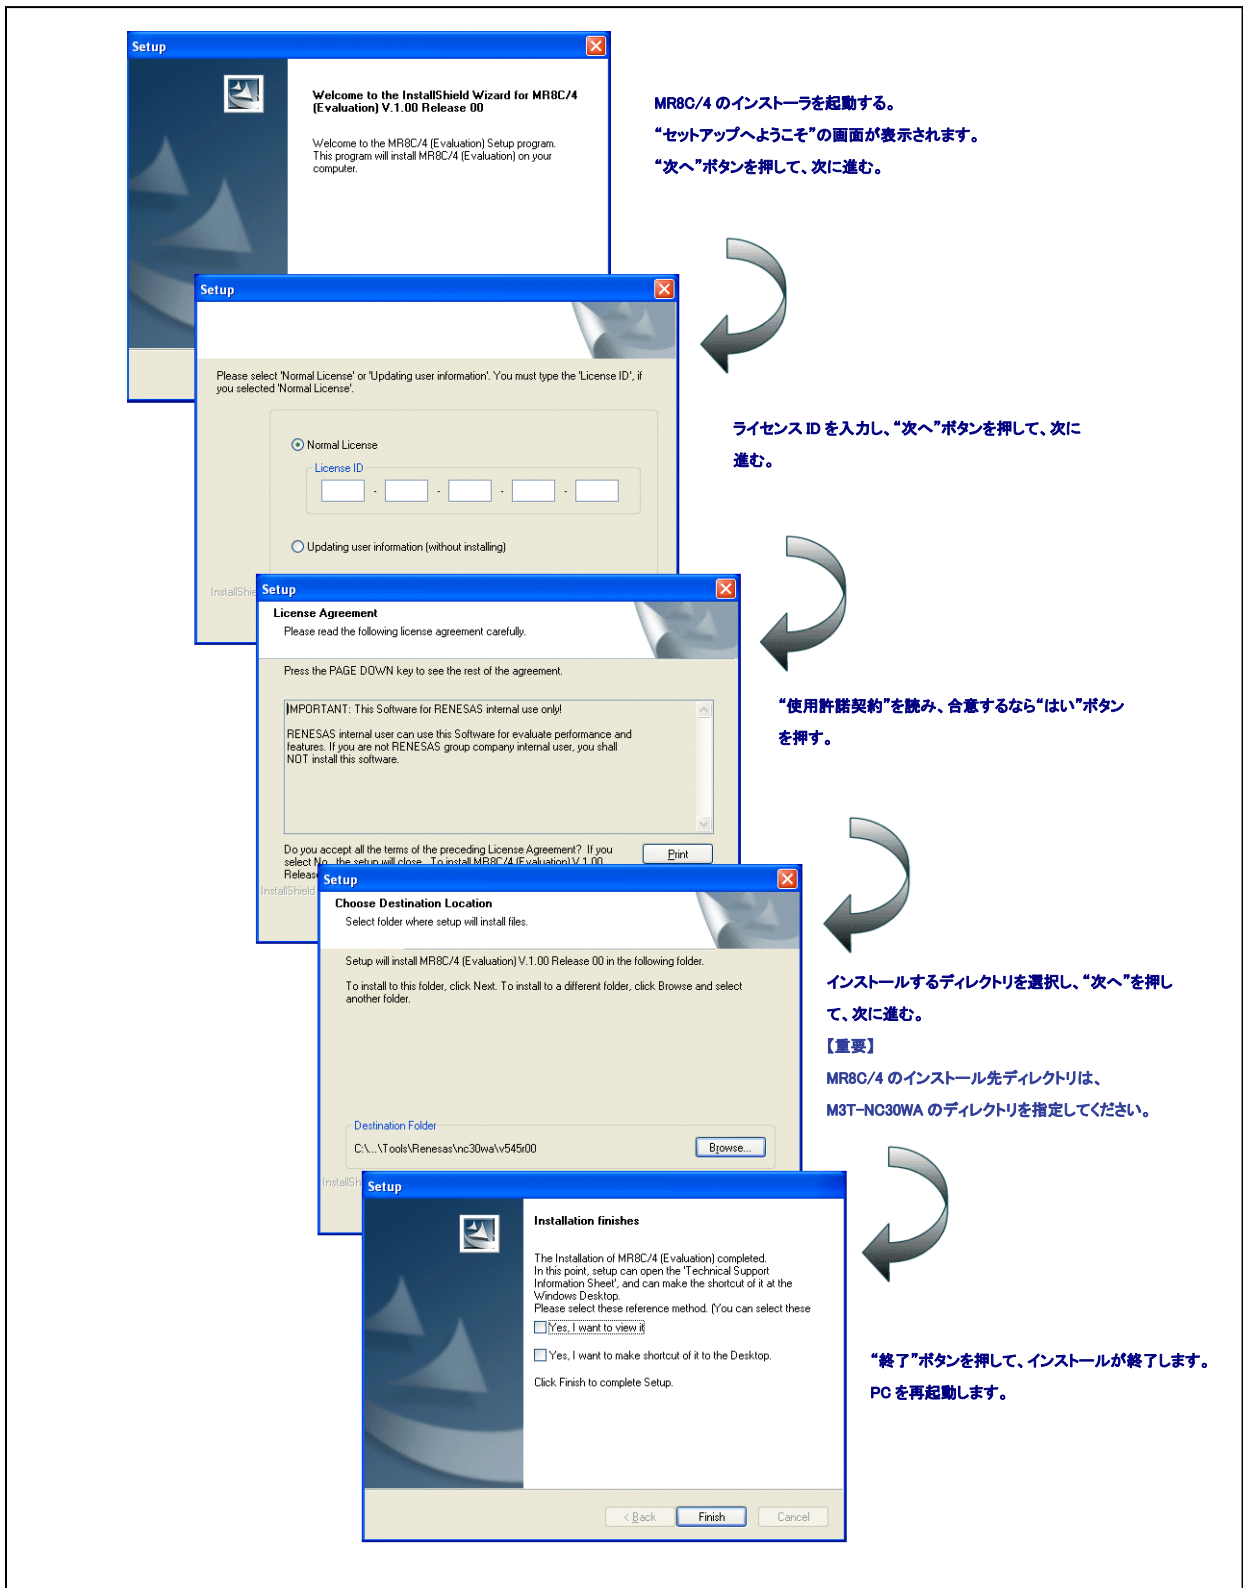 Setup
Welcome to the InstallShield Wizard for MR8C/4
(Evaluation) V.1.00 Release 00
Welcome to the MR8C/4 (Evaluation) Setup program.
This program will install MR8C/4 (Evaluation) on your
computer.
MR8C/4 のインストーラを起動する。
“セットアップへようこそ”の画面が表示されます。
“次へ”ボタンを押して、次に進む。
Setup
Please select 'Normal License' or 'Updating user information'. You must type the 'License ID', if
you selected 'Normal License'.
Normal License
License ID
- - - -
Updating user information (without installing)
InstallShie
ライセンス ID を入力し、“次へ”ボタンを押して、次に
進む。
Setup
License Agreement
Please read the following license agreement carefully.
Press the PAGE DOWN key to see the rest of the agreement.
IMPORTANT: This Software for RENESAS internal use only!
RENESAS internal user can use this Software for evaluate performance and
features. If you are not RENESAS group company internal user, you shall
NOT install this software.
Do you accept all the terms of the preceding License Agreement? If you
select No, the setup will close. To install MR8C/4 (Evaluation) V.1.00
Releas
Print
InstallShield
“使用許諾契約”を読み、合意するなら“はい”ボタン
を押す。
Setup
Choose Destination Location
Select folder where setup will install files.
Setup will install MR8C/4 (Evaluation) V.1.00 Release 00 in the following folder.
To install to this folder, click Next. To install to a different folder, click Browse and select
another folder.
Destination Folder
C:\...\Tools\Renesas\nc30wa\v545r00
Browse...
InstallSh
インストールするディレクトリを選択し、“次へ”を押し
て、次に進む。
【重要】
MR8C/4 のインストール先ディレクトリは、
M3T-NC30WA のディレクトリを指定してください。
Setup
Installation finishes
The Installation of MR8C/4 (Evaluation) completed.
In this point, setup can open the 'Technical Support
Information Sheet', and can make the shortcut of it at the
Windows Desktop.
Please select these reference method. (You can select these
Yes, I want to view it
Yes, I want to make shortcut of it to the Desktop.
Click Finish to complete Setup.
< Back Finish Cancel
“終了”ボタンを押して、インストールが終了します。
PC を再起動します。